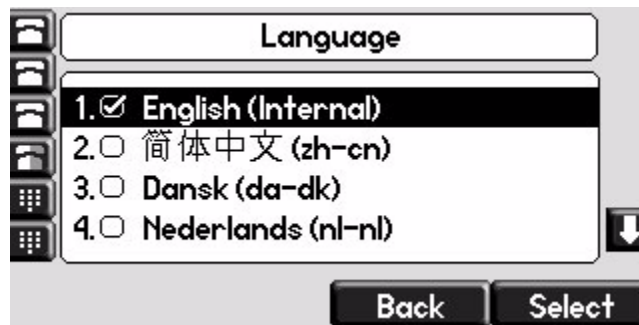 Language
1. English (Internal)
2. 简体中文 (zh-cn)
3. Dansk (da-dk)
4. Nederlands (nl-nl)
Back Select